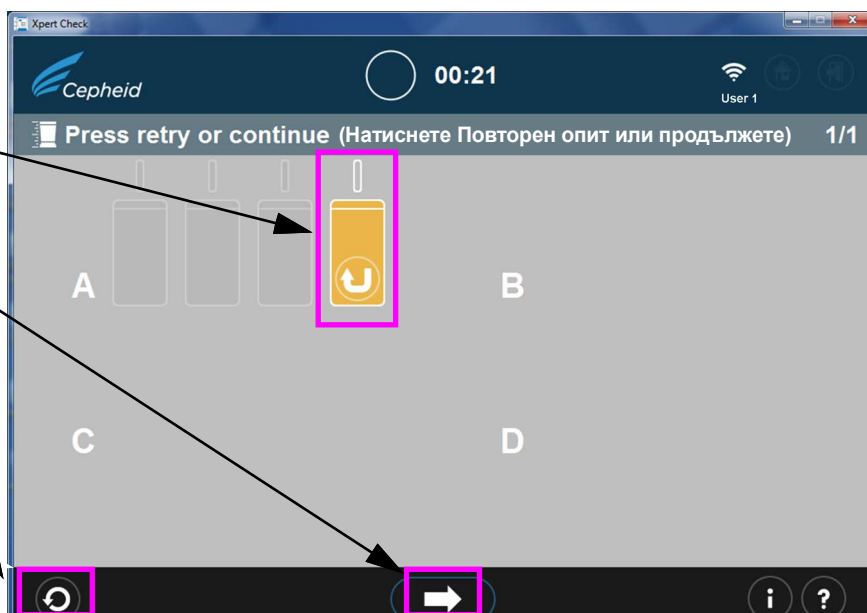 Xpert Check
Cepheid
00:21
User 1
Press retry or continue (Натиснете Повторен опит или продължете) 1/1
A
B
C
D
i ?